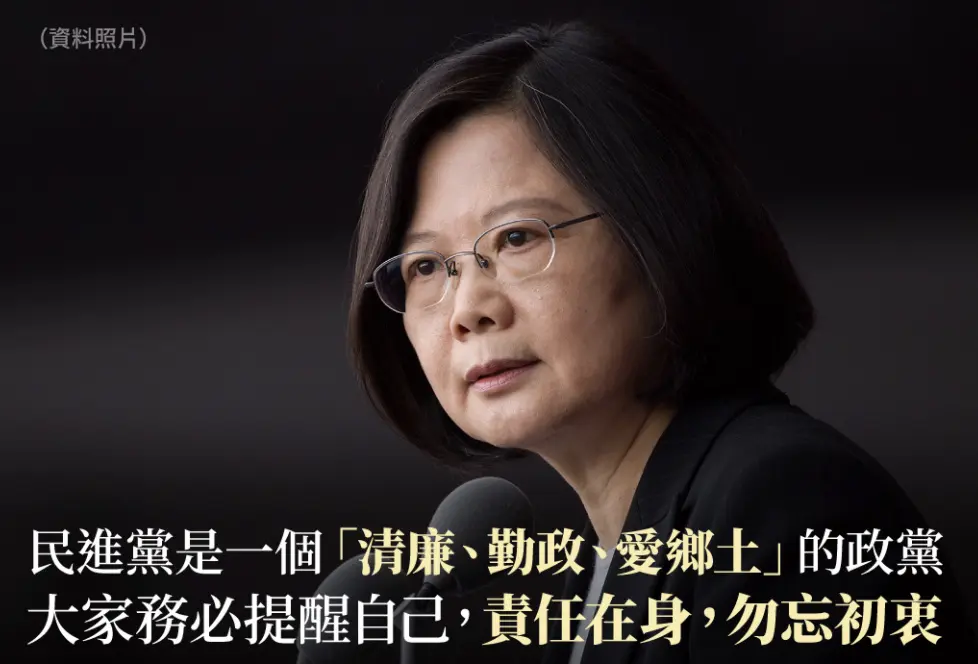 （資料照片）
民進黨是一個「清廉、勤政、愛鄉土」的政黨
大家務必提醒自己，責任在身，勿忘初衷